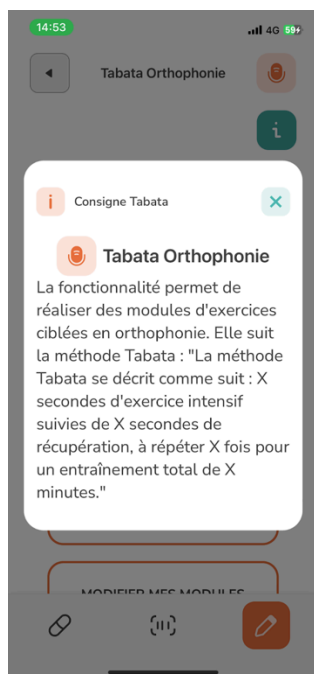 14:53
4G 59
Tabata Orthophonie
i
i Consigne Tabata
Tabata Orthophonie
La fonctionnalité permet de
réaliser des modules d'exercices
ciblées en orthophonie. Elle suit
la méthode Tabata : "La méthode
Tabata se décrit comme suit : X
secondes d'exercice intensif
suivies de X secondes de
récupération, à répéter X fois pour
un entraînement total de X
minutes."
MODIFIER MES MODULES